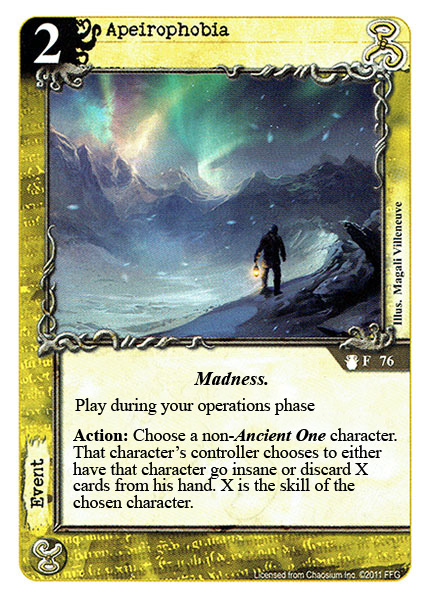 2
Apeirophobia
Illus. Magali Villeneuve
F 76
Madness.
Play during your operations phase
Action: Choose a non-Ancient One character.
That character's controller chooses to either
have that character go insane or discard X
cards from his hand. X is the skill of the
chosen character.
Event
Licensed from Chaosium Inc. ©2011 FFG